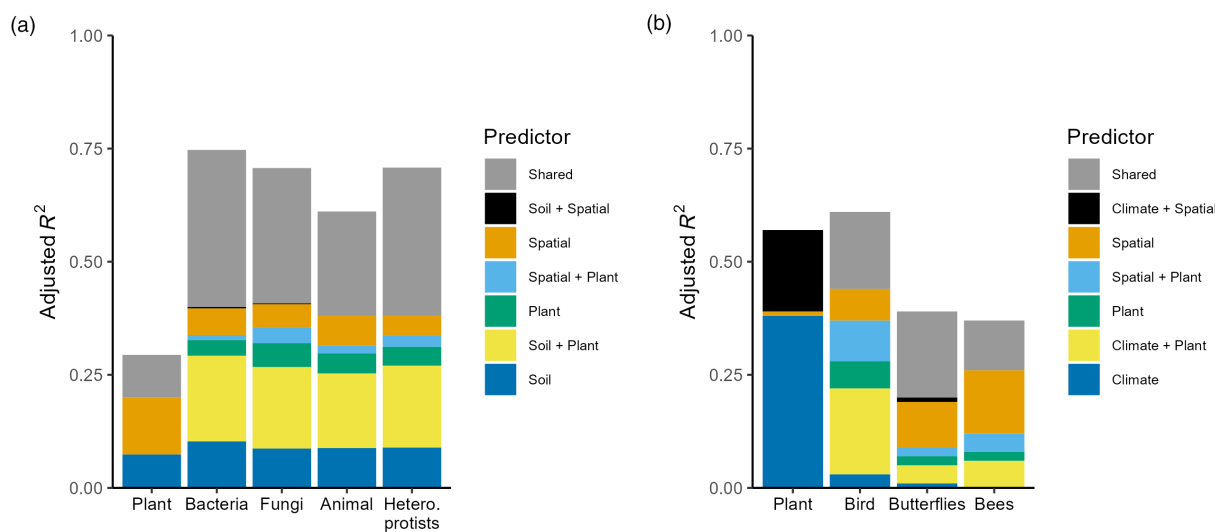 (a)
Adjusted R²
1.00
0.75
0.50
0.25
0.00
Plant
Bacteria
Fungi
Animal
Hetero.
protists
Predictor
Shared
Soil + Spatial
Spatial
Spatial + Plant
Plant
Soil + Plant
Soil
(b)
Adjusted R²
1.00
0.75
0.50
0.25
0.00
Plant
Bird
Butterflies
Bees
Predictor
Shared
Climate + Spatial
Spatial
Spatial + Plant
Plant
Climate + Plant
Climate